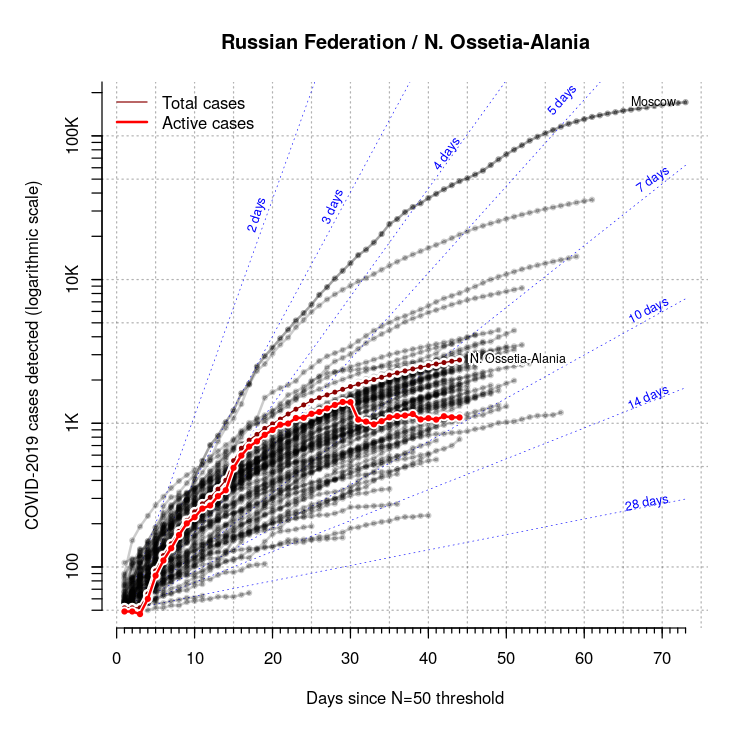 Russian Federation / N. Ossetia-Alania
Total cases
Active cases
COVID-2019 cases detected (logarithmic scale)
100K
10K
1K
100
2 days
3 days
4 days
5 days
Moscow
7 days
10 days
N. Ossetia-Alania
14 days
28 days
0 10 20 30 40 50 60 70
Days since N=50 threshold